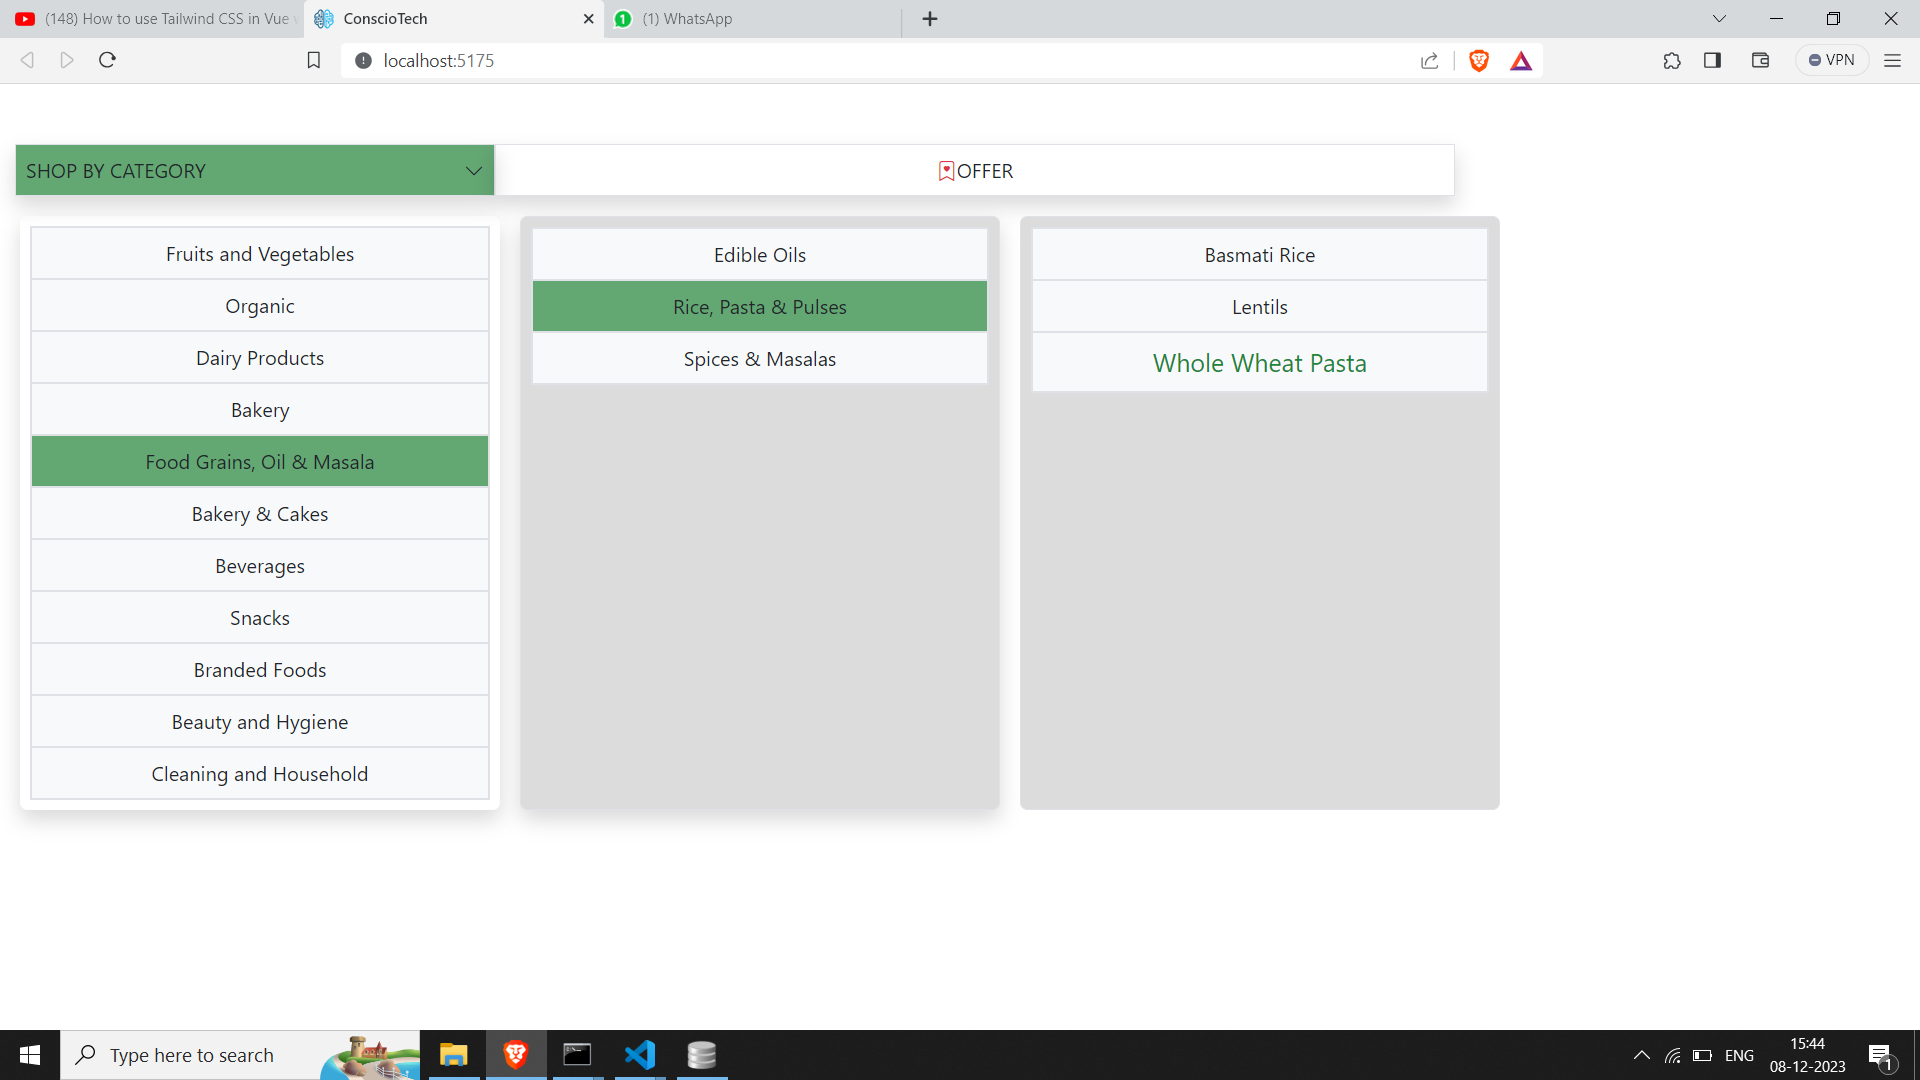 (148) How to use Tailwind CSS in Vue
ConscioTech
(1) WhatsApp
localhost:5175
VPN
SHOP BY CATEGORY
OFFER
Fruits and Vegetables
Organic
Dairy Products
Bakery
Food Grains, Oil & Masala
Bakery & Cakes
Beverages
Snacks
Branded Foods
Beauty and Hygiene
Cleaning and Household
Edible Oils
Rice, Pasta & Pulses
Spices & Masalas
Basmati Rice
Lentils
Whole Wheat Pasta
Type here to search
ENG
15:44
08-12-2023
1